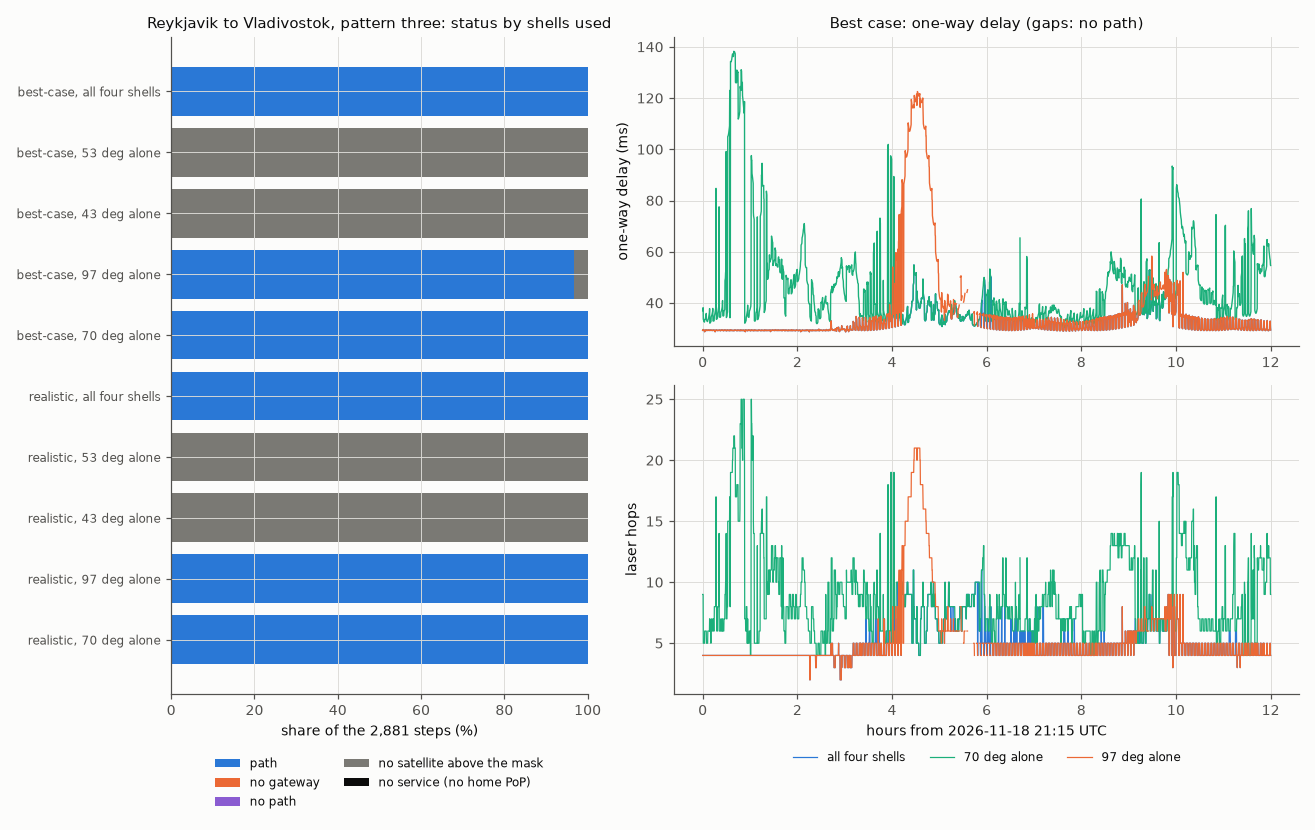 Reykjavik to Vladivostok, pattern three: status by shells used
best-case, all four shells
best-case, 53 deg alone
best-case, 43 deg alone
best-case, 97 deg alone
best-case, 70 deg alone
realistic, all four shells
realistic, 53 deg alone
realistic, 43 deg alone
realistic, 97 deg alone
realistic, 70 deg alone
0 20 40 60 80 100
share of the 2,881 steps (%)
path
no gateway
no path
no satellite above the mask
no service (no home PoP)
Best case: one-way delay (gaps: no path)
one-way delay (ms)
140
120
100
80
60
40
0 2 4 6 8 10 12
laser hops
25
20
15
10
5
0 2 4 6 8 10 12
hours from 2026-11-18 21:15 UTC
all four shells 70 deg alone 97 deg alone